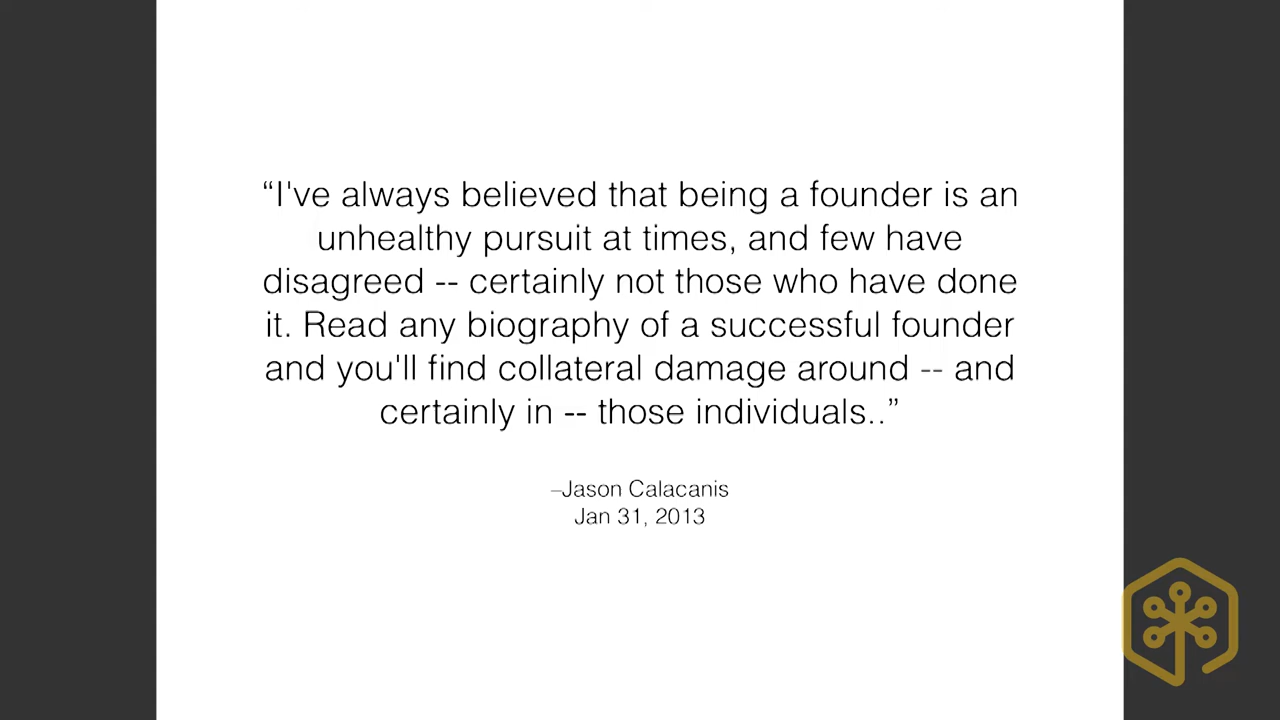 “I've always believed that being a founder is an
unhealthy pursuit at times, and few have
disagreed -- certainly not those who have done
it. Read any biography of a successful founder
and you'll find collateral damage around -- and
certainly in -- those individuals..”
–Jason Calacanis
Jan 31, 2013